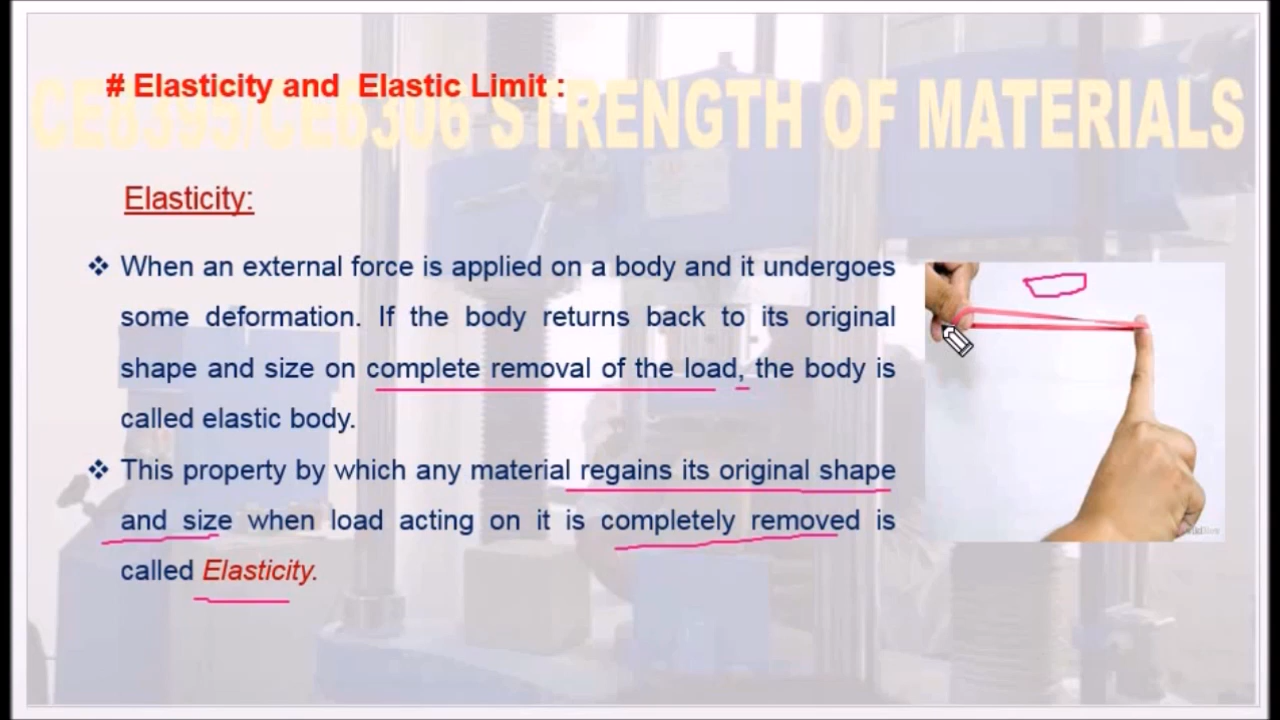 # Elasticity and Elastic Limit :
CE8395/CE6306 STRENGTH OF MATERIALS
Elasticity:
❖ When an external force is applied on a body and it undergoes
some deformation. If the body returns back to its original
shape and size on complete removal of the load, the body is
called elastic body.
❖ This property by which any material regains its original shape
and size when load acting on it is completely removed is
called Elasticity.